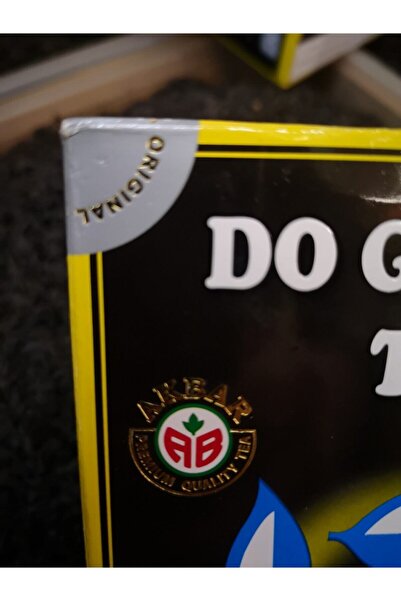 ORIGINAL
DO G
T
AKBAR
AB
PREMIUM QUALITY TEA